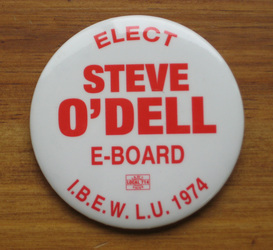 ELECT
STEVE
O'DELL
E-BOARD
I.B.E.W. L.U. 1974